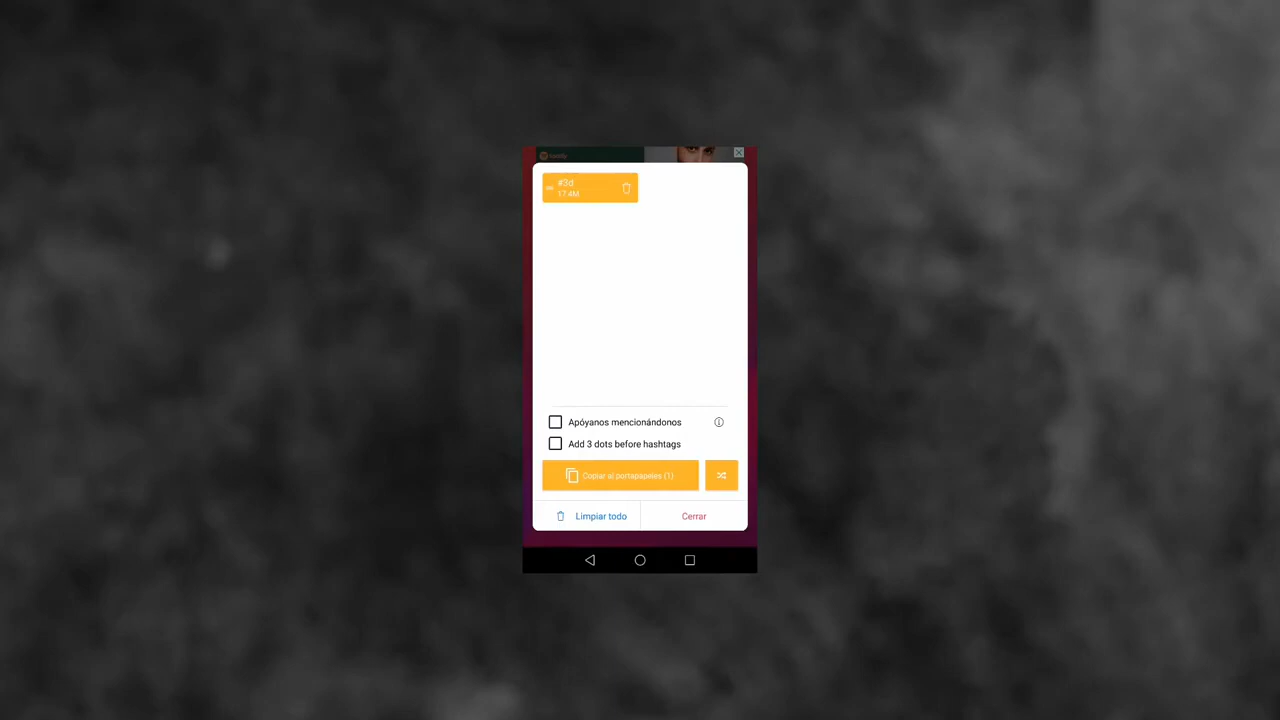 #3d
17.4M
Apóyanos mencionándonos
Add 3 dots before hashtags
Copiar al portapapeles (1)
Limpiar todo
Cerrar